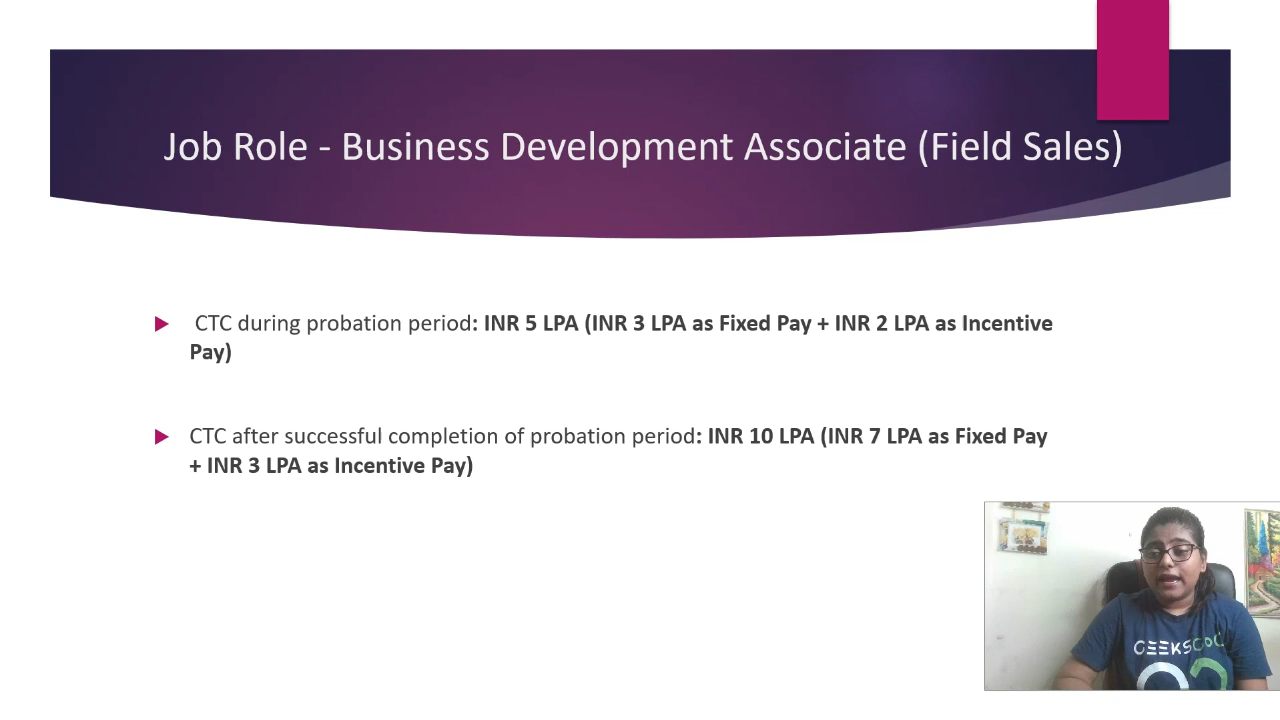 Job Role - Business Development Associate (Field Sales)
CTC during probation period: INR 5 LPA (INR 3 LPA as Fixed Pay + INR 2 LPA as Incentive
Pay)
CTC after successful completion of probation period: INR 10 LPA (INR 7 LPA as Fixed Pay
+ INR 3 LPA as Incentive Pay)